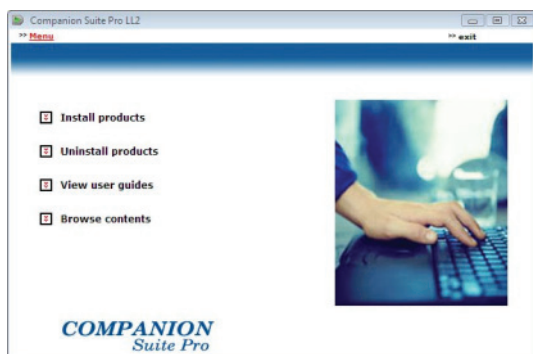 Companion Suite Pro LL2
>> Menu
>> exit
Install products
Uninstall products
View user guides
Browse contents
COMPANION
Suite Pro